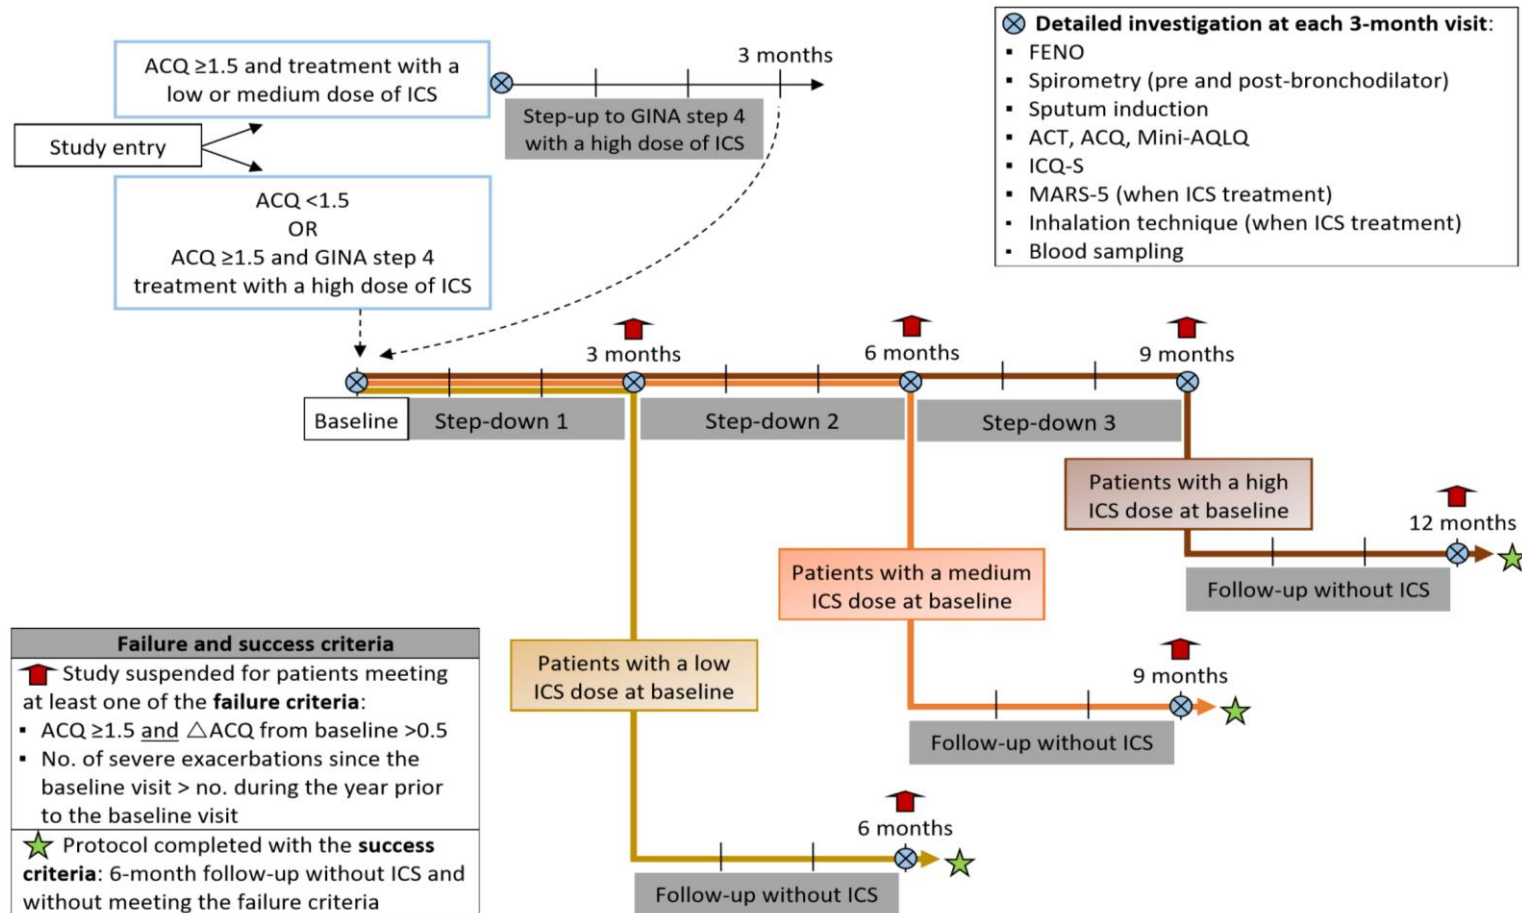 ACQ ≥1.5 and treatment with a
low or medium dose of ICS
3 months
Step-up to GINA step 4
with a high dose of ICS
Study entry
ACQ <1.5
OR
ACQ ≥1.5 and GINA step 4
treatment with a high dose of ICS
Detailed investigation at each 3-month visit:
▪ FENO
▪ Spirometry (pre and post-bronchodilator)
▪ Sputum induction
▪ ACT, ACQ, Mini-AQLQ
▪ ICQ-S
▪ MARS-5 (when ICS treatment)
▪ Inhalation technique (when ICS treatment)
▪ Blood sampling
3 months
6 months
9 months
Baseline
Step-down 1
Step-down 2
Step-down 3
Patients with a high
ICS dose at baseline
12 months
Follow-up without ICS
Patients with a medium
ICS dose at baseline
9 months
Follow-up without ICS
Patients with a low
ICS dose at baseline
6 months
Follow-up without ICS
Failure and success criteria
Study suspended for patients meeting
at least one of the failure criteria:
▪ ACQ ≥1.5 and △ACQ from baseline >0.5
▪ No. of severe exacerbations since the
baseline visit > no. during the year prior
to the baseline visit
Protocol completed with the success
criteria: 6-month follow-up without ICS and
without meeting the failure criteria